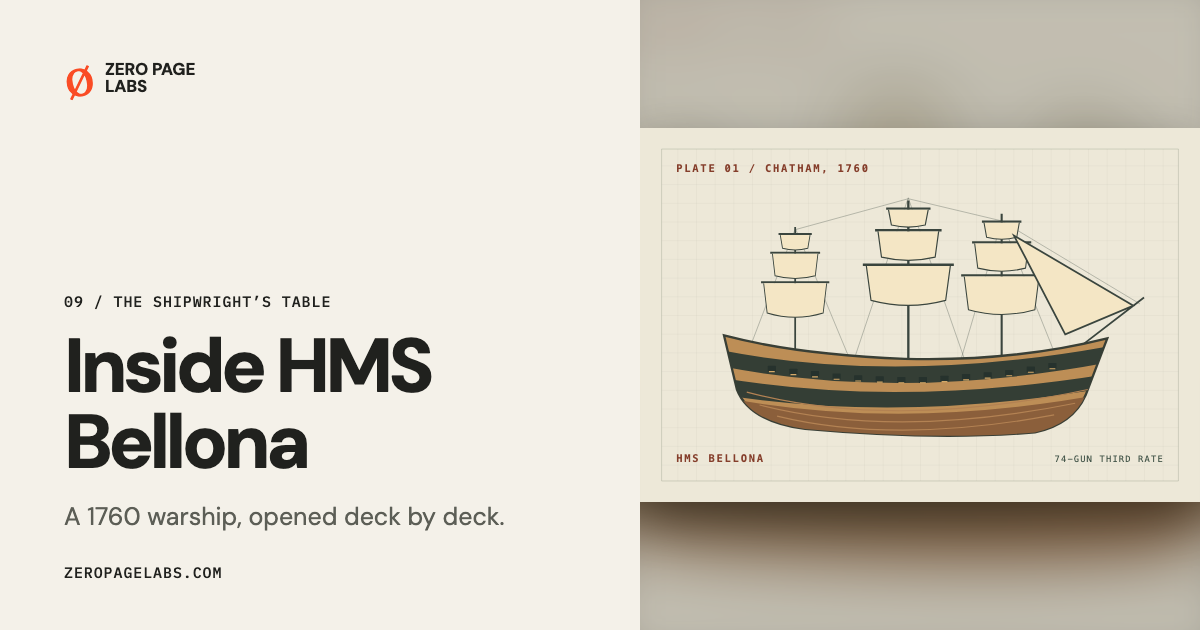 ZERO PAGE
LABS
09 / THE SHIPWRIGHT’S TABLE
Inside HMS
Bellona
A 1760 warship, opened deck by deck.
ZEROPAGELABS.COM
PLATE 01 / CHATHAM, 1760
HMS BELLONA
74–GUN THIRD RATE